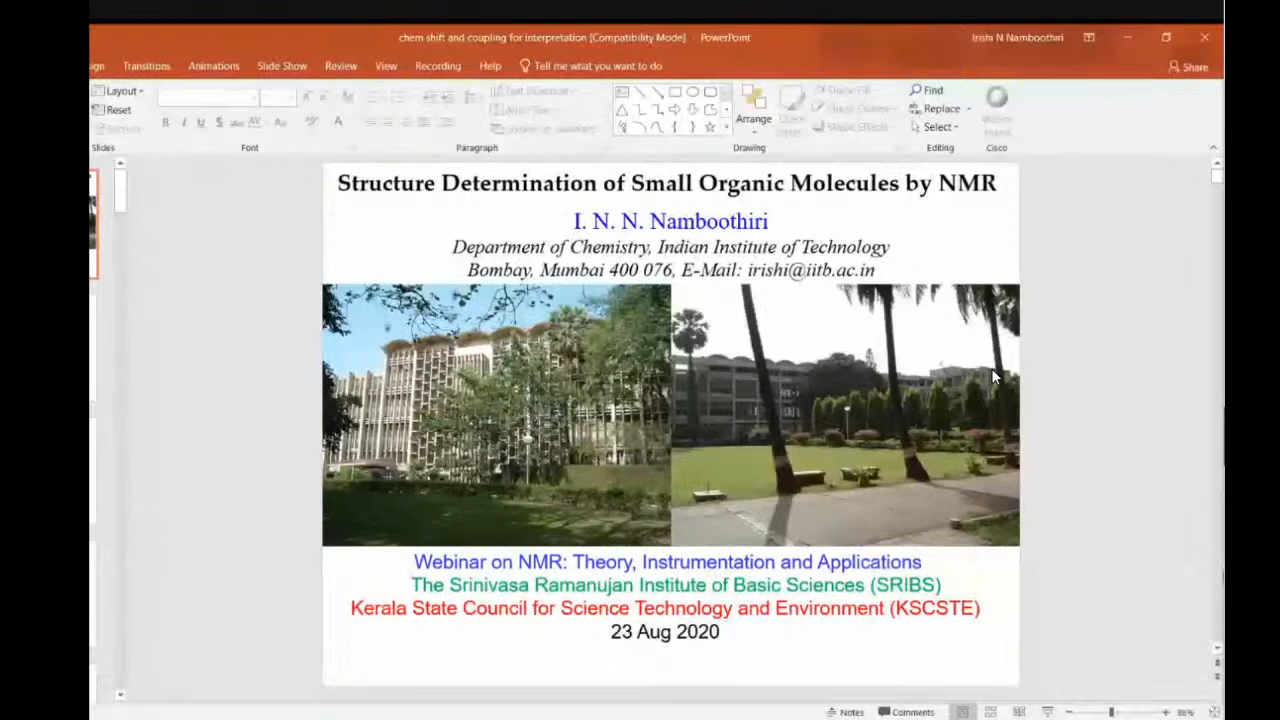 chem shift and coupling for interpretation [Compatibility Mode] - PowerPoint
Irishi N Namboothiri
ign Transitions Animations Slide Show Review View Recording Help Tell me what you want to do
Share
Layout
Reset
Find
Replace
Select
Arrange
Slides Font Paragraph Drawing Editing Cisco
Structure Determination of Small Organic Molecules by NMR
I. N. N. Namboothiri
Department of Chemistry, Indian Institute of Technology
Bombay, Mumbai 400 076, E-Mail: irishi@iitb.ac.in
Webinar on NMR: Theory, Instrumentation and Applications
The Srinivasa Ramanujan Institute of Basic Sciences (SRIBS)
Kerala State Council for Science Technology and Environment (KSCSTE)
23 Aug 2020
Notes Comments 86%